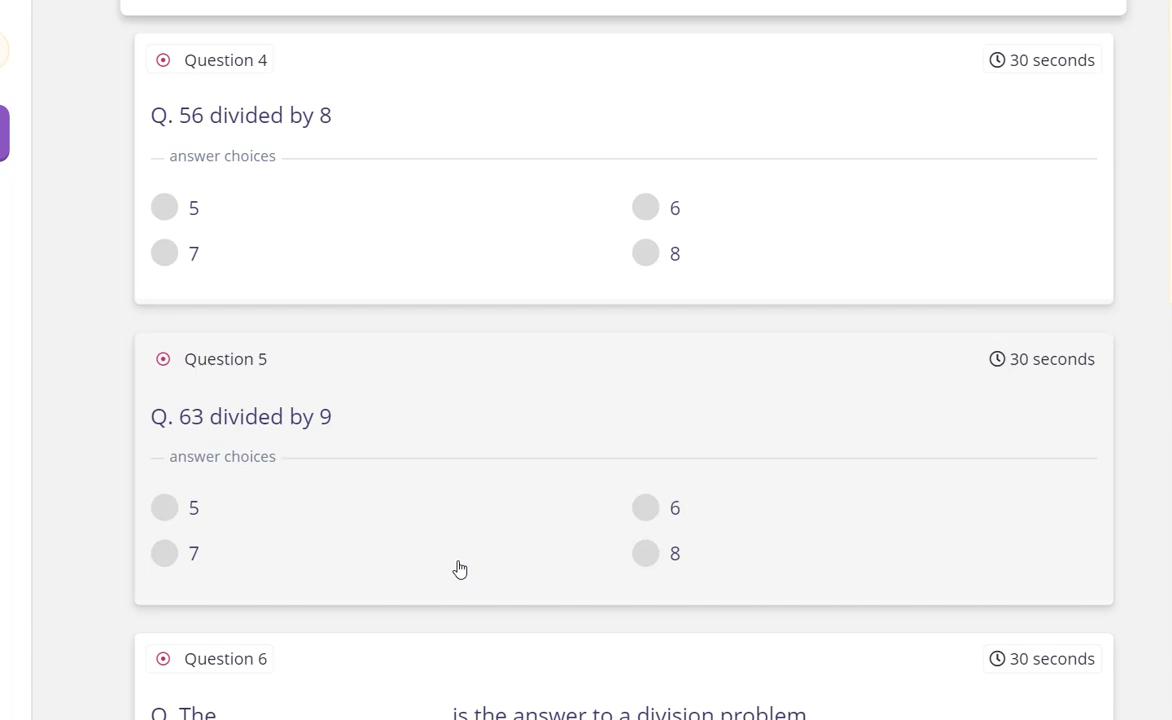 Question 4
30 seconds
Q. 56 divided by 8
answer choices
5
6
7
8
Question 5
30 seconds
Q. 63 divided by 9
answer choices
5
6
7
8
Question 6
30 seconds
Q. The is the answer to a division problem